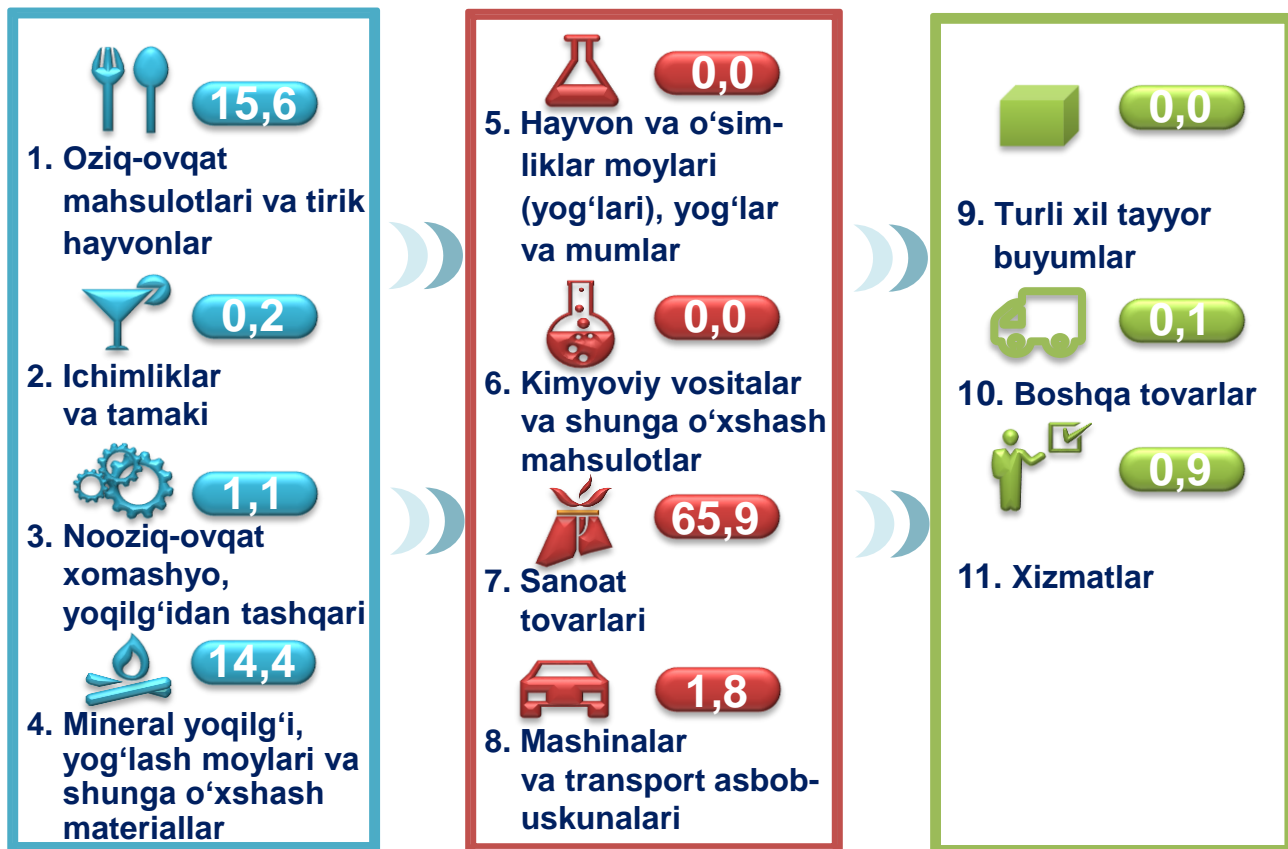 15,6
1. Oziq-ovqat
mahsulotlari va tirik
hayvonlar
0,2
2. Ichimliklar
va tamaki
1,1
3. Nooziq-ovqat
xomashyo,
yoqilg‘idan tashqari
14,4
4. Mineral yoqilg‘i,
yog‘lash moylari va
shunga o‘xshash
materiallar
0,0
5. Hayvon va o‘sim-
liklar moylari
(yog‘lari), yog‘lar
va mumlar
0,0
6. Kimyoviy vositalar
va shunga o‘xshash
mahsulotlar
65,9
7. Sanoat
tovarlari
1,8
8. Mashinalar
va transport asbob-
uskunalari
0,0
9. Turli xil tayyor
buyumlar
0,1
10. Boshqa tovarlar
0,9
11. Xizmatlar